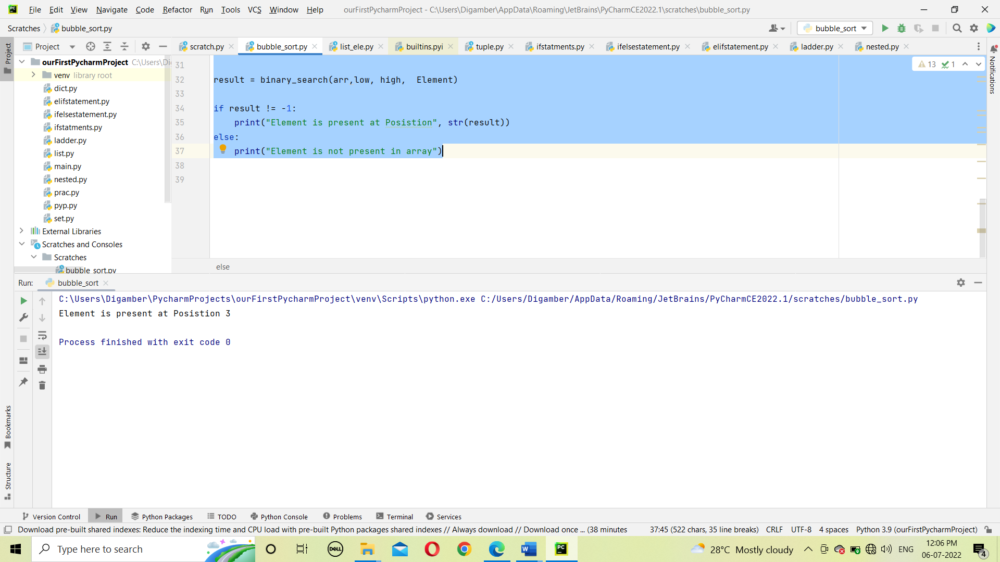 File Edit View Navigate Code Refactor Run Tools VCS Window Help ourFirstPycharmProject - C:\Users\Digamber\AppData\Roaming\JetBrains\PyCharmCE2022.1\scratches\bubble_sort.py
Scratches bubble_sort.py bubble_sort
Project scratch.py bubble_sort.py list_ele.py builtins.pyi tuple.py ifstatments.py ifelsestatement.py elifstatement.py ladder.py nested.py
Project
Notifications
ourFirstPycharmProject C:\Users\Di
venv library root
dict.py
elifstatement.py
ifelsestatement.py
ifstatments.py
ladder.py
list.py
main.py
nested.py
prac.py
pyp.py
set.py
External Libraries
Scratches and Consoles
Scratches
bubble_sort.py
13 1
31
32 result = binary_search(arr,low, high,  Element)
33
34 if result != -1:
35     print("Element is present at Posistion", str(result))
36 else:
37     print("Element is not present in array")
38
39
else
Run: bubble_sort
C:\Users\Digamber\PycharmProjects\ourFirstPycharmProject\venv\Scripts\python.exe C:/Users/Digamber/AppData/Roaming/JetBrains/PyCharmCE2022.1/scratches/bubble_sort.py
Element is present at Posistion 3
Process finished with exit code 0
Bookmarks
Structure
Version Control Run Python Packages TODO Python Console Problems Terminal Services
Download pre-built shared indexes: Reduce the indexing time and CPU load with pre-built Python packages shared indexes // Always download // Download once ... (38 minutes 37:45 (522 chars, 35 line breaks) CRLF UTF-8 4 spaces Python 3.9 (ourFirstPycharmProject)
Type here to search DELL W PC 28°C Mostly cloudy ENG 12:06 PM
06-07-2022 4